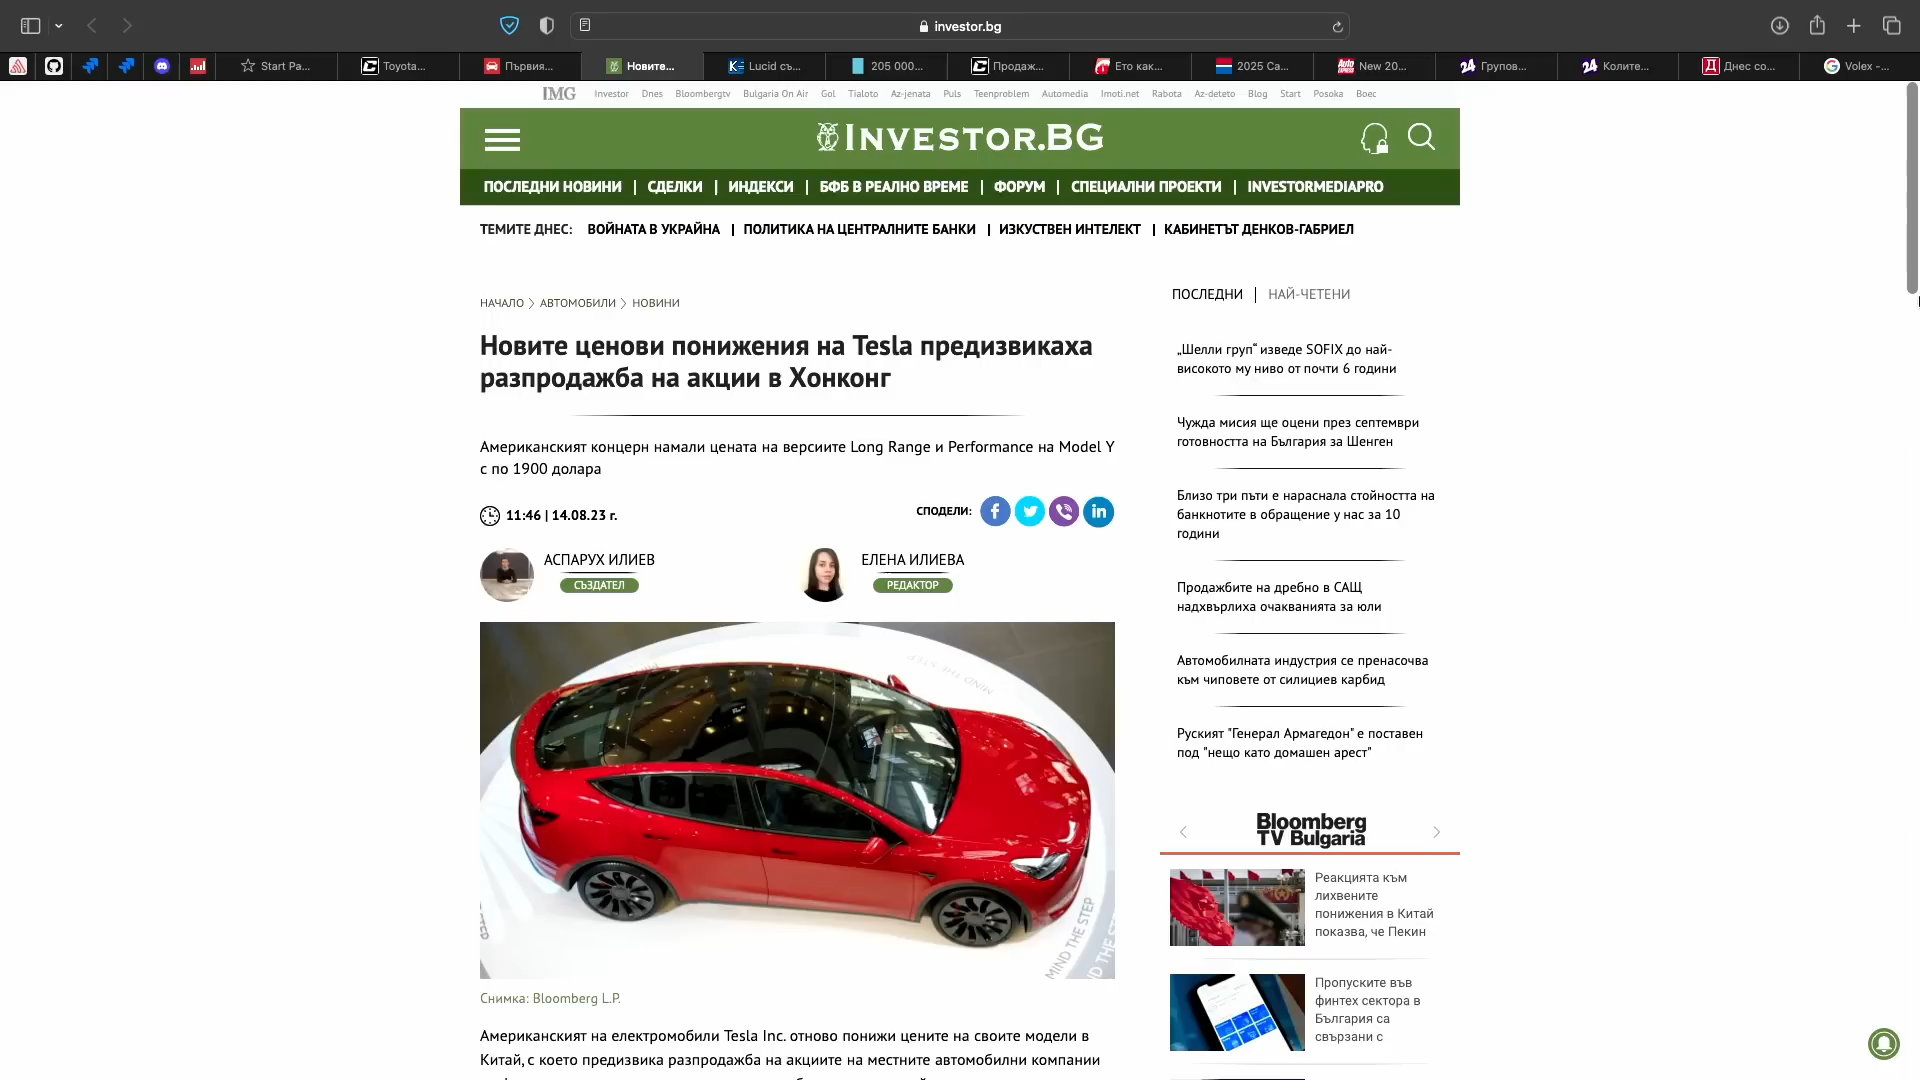 investor.bg
Start Pa...
Toyota...
Първия...
Новите...
Lucid съ...
205 000...
Продаж...
Ето как...
2025 Ca...
New 20...
Групов...
Колите...
Днес со...
Volex -...
IMG Investor Dnes Bloombergtv Bulgaria On Air Gol Tialoto Az-jenata Puls Teenproblem Automedia Imoti.net Rabota Az-deteto Blog Start Posoka Boec
INVESTOR.BG
ПОСЛЕДНИ НОВИНИ | СДЕЛКИ | ИНДЕКСИ | БФБ В РЕАЛНО ВРЕМЕ | ФОРУМ | СПЕЦИАЛНИ ПРОЕКТИ | INVESTORMEDIAPRO
ТЕМИТЕ ДНЕС: ВОЙНАТА В УКРАЙНА | ПОЛИТИКА НА ЦЕНТРАЛНИТЕ БАНКИ | ИЗКУСТВЕН ИНТЕЛЕКТ | КАБИНЕТЪТ ДЕНКОВ-ГАБРИЕЛ
НАЧАЛО > АВТОМОБИЛИ > НОВИНИ
Новите ценови понижения на Tesla предизвикаха
разпродажба на акции в Хонконг
Американският концерн намали цената на версиите Long Range и Performance на Model Y
с по 1900 долара
11:46 | 14.08.23 г.
СПОДЕЛИ:
АСПАРУХ ИЛИЕВ
СЪЗДАТЕЛ
ЕЛЕНА ИЛИЕВА
РЕДАКТОР
MIND THE STEP
MIND THE STEP
Снимка: Bloomberg L.P.
Американският на електромобили Tesla Inc. отново понижи цените на своите модели в
Китай, с което предизвика разпродажба на акциите на местните автомобилни компании
ПОСЛЕДНИ | НАЙ-ЧЕТЕНИ
„Шелли груп“ изведе SOFIX до най-
високото му ниво от почти 6 години
Чужда мисия ще оцени през септември
готовността на България за Шенген
Близо три пъти е нараснала стойността на
банкнотите в обращение у нас за 10
години
Продажбите на дребно в САЩ
надхвърлиха очакванията за юли
Автомобилната индустрия се пренасочва
към чиповете от силициев карбид
Руският "Генерал Армагедон" е поставен
под "нещо като домашен арест"
Bloomberg
TV Bulgaria
Реакцията към
лихвените
понижения в Китай
показва, че Пекин
Пропуските във
финтех сектора в
България са
свързани с